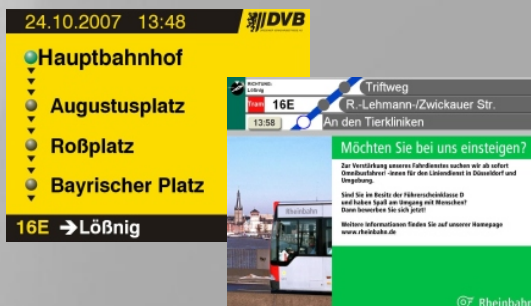 24.10.2007 13:48
DVB
Hauptbahnhof
Augustusplatz
Roßplatz
Bayrischer Platz
16E → Lößnig
RICHTUNG:
Lößnig
Tram 16E
13:58
Triftweg
R.-Lehmann-/Zwickauer Str.
An den Tierkliniken
Möchten Sie bei uns einsteigen?
Zur Verstärkung unseres Fahrdienstes suchen wir ab sofort
Omnibusfahrer/ -innen für den Liniendienst in Düsseldorf und
Umgebung.
Sind Sie im Besitz der Führerscheinklasse D
und haben Spaß am Umgang mit Menschen?
Dann bewerben Sie sich jetzt!
Weitere Informationen finden Sie auf unserer Homepage
www.rheinbahn.de
Rheinbahn
Rheinbahn